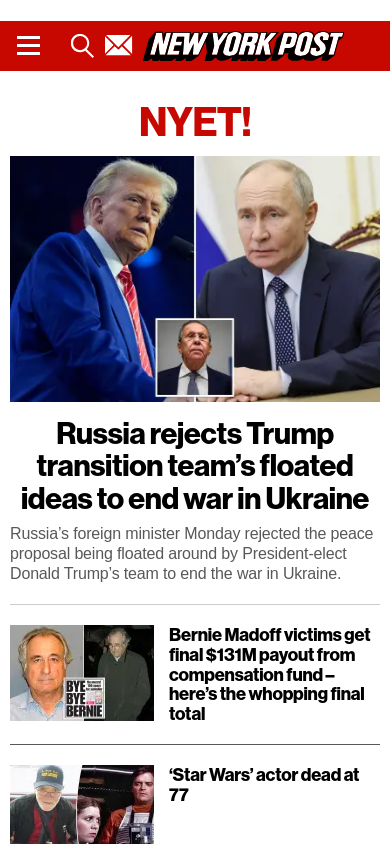 NEW YORK POST
NYET!
Russia rejects Trump
transition team’s floated
ideas to end war in Ukraine
Russia’s foreign minister Monday rejected the peace
proposal being floated around by President-elect
Donald Trump’s team to end the war in Ukraine.
Bernie Madoff victims get
final $131M payout from
compensation fund –
here’s the whopping final
total
BYE
BYE
BERNIE
‘Star Wars’ actor dead at
77